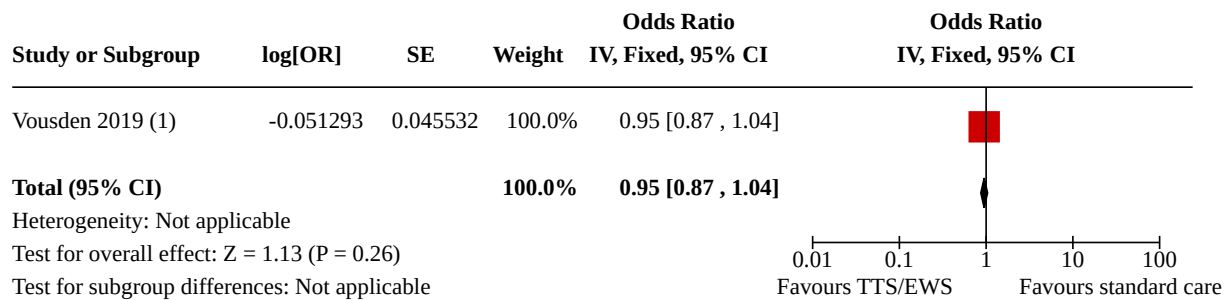 Odds Ratio Odds Ratio
Study or Subgroup log[OR] SE Weight IV, Fixed, 95% CI IV, Fixed, 95% CI
Vousden 2019 (1) -0.051293 0.045532 100.0% 0.95 [0.87 , 1.04]
Total (95% CI) 100.0% 0.95 [0.87 , 1.04]
Heterogeneity: Not applicable
Test for overall effect: Z = 1.13 (P = 0.26) 0.01 0.1 1 10 100
Test for subgroup differences: Not applicable Favours TTS/EWS Favours standard care